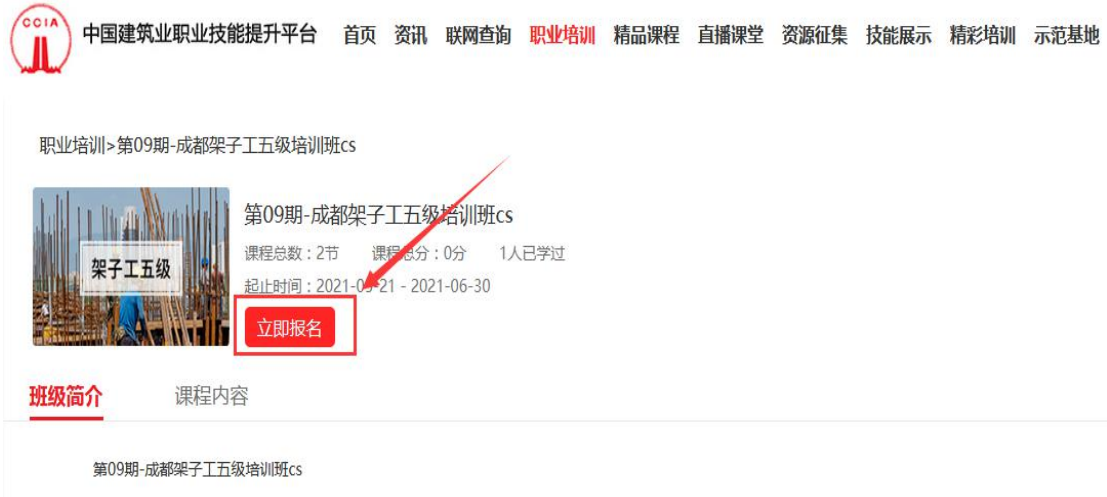 CCIA
中国建筑业职业技能提升平台 首页 资讯 联网查询 职业培训 精品课程 直播课堂 资源征集 技能展示 精彩培训 示范基地
职业培训>第09期-成都架子工五级培训班cs
架子工五级
第09期-成都架子工五级培训班cs
课程总数：2节 课程总分：0分 1人已学过
起止时间：2021-05-21 - 2021-06-30
立即报名
班级简介 课程内容
第09期-成都架子工五级培训班cs